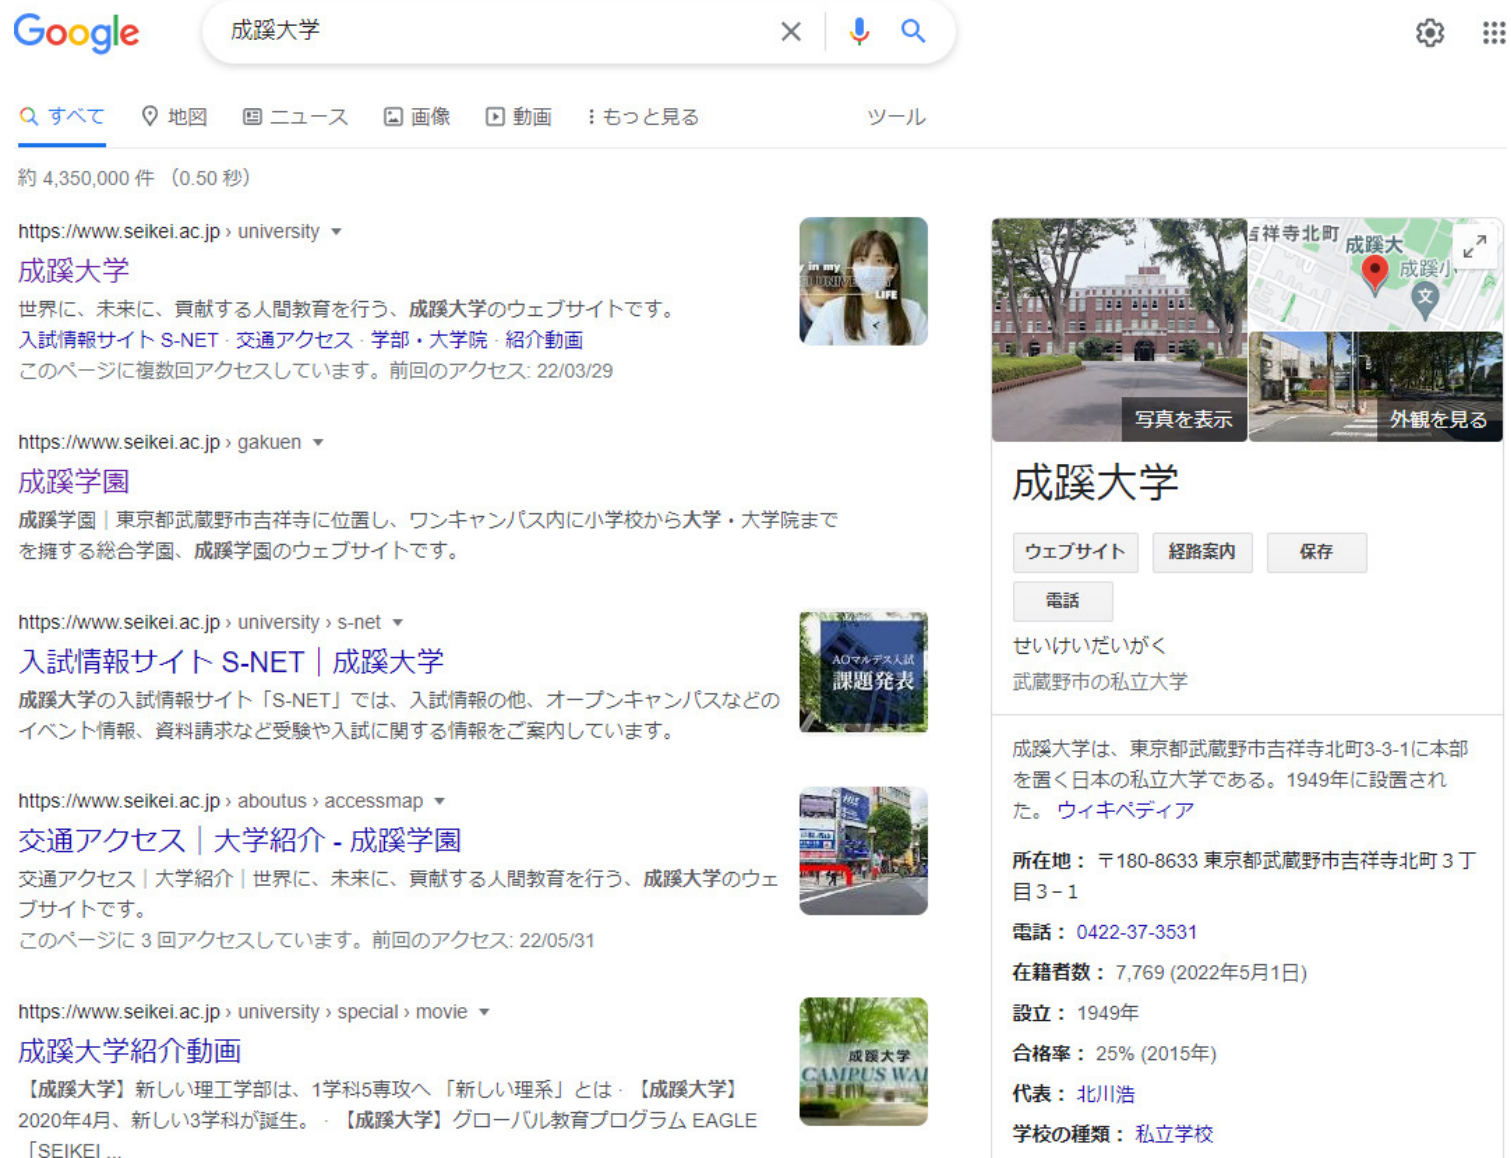 Google
成蹊大学
すべて
地図
ニュース
画像
動画
もっと見る
ツール
約 4,350,000 件 （0.50 秒）
https://www.seikei.ac.jp › university
成蹊大学
世界に、未来に、貢献する人間教育を行う、成蹊大学のウェブサイトです。
入試情報サイト S-NET · 交通アクセス · 学部・大学院 · 紹介動画
このページに複数回アクセスしています。前回のアクセス: 22/03/29
in my
LIFE
https://www.seikei.ac.jp › gakuen
成蹊学園
成蹊学園｜東京都武蔵野市吉祥寺に位置し、ワンキャンパス内に小学校から大学・大学院まで
を擁する総合学園、成蹊学園のウェブサイトです。
https://www.seikei.ac.jp › university › s-net
入試情報サイト S-NET｜成蹊大学
成蹊大学の入試情報サイト「S-NET」では、入試情報の他、オープンキャンパスなどの
イベント情報、資料請求など受験や入試に関する情報をご案内しています。
AOマルデス入試
課題発表
https://www.seikei.ac.jp › aboutus › accessmap
交通アクセス｜大学紹介 - 成蹊学園
交通アクセス｜大学紹介｜世界に、未来に、貢献する人間教育を行う、成蹊大学のウェ
ブサイトです。
このページに 3 回アクセスしています。前回のアクセス: 22/05/31
HIS
https://www.seikei.ac.jp › university › special › movie
成蹊大学紹介動画
【成蹊大学】新しい理工学部は、1学科5専攻へ 「新しい理系」とは · 【成蹊大学】
2020年4月、新しい3学科が誕生。 · 【成蹊大学】グローバル教育プログラム EAGLE
「SEIKEI ...
成蹊大学
CAMPUS WAL
写真を表示
吉祥寺北町
成蹊大
成蹊小
文
外観を見る
成蹊大学
ウェブサイト
経路案内
保存
電話
せいけいだいがく
武蔵野市の私立大学
成蹊大学は、東京都武蔵野市吉祥寺北町3-3-1に本部
を置く日本の私立大学である。1949年に設置され
た。 ウィキペディア
所在地： 〒180-8633 東京都武蔵野市吉祥寺北町３丁
目３−１
電話： 0422-37-3531
在籍者数： 7,769 (2022年5月1日)
設立： 1949年
合格率： 25% (2015年)
代表： 北川浩
学校の種類： 私立学校